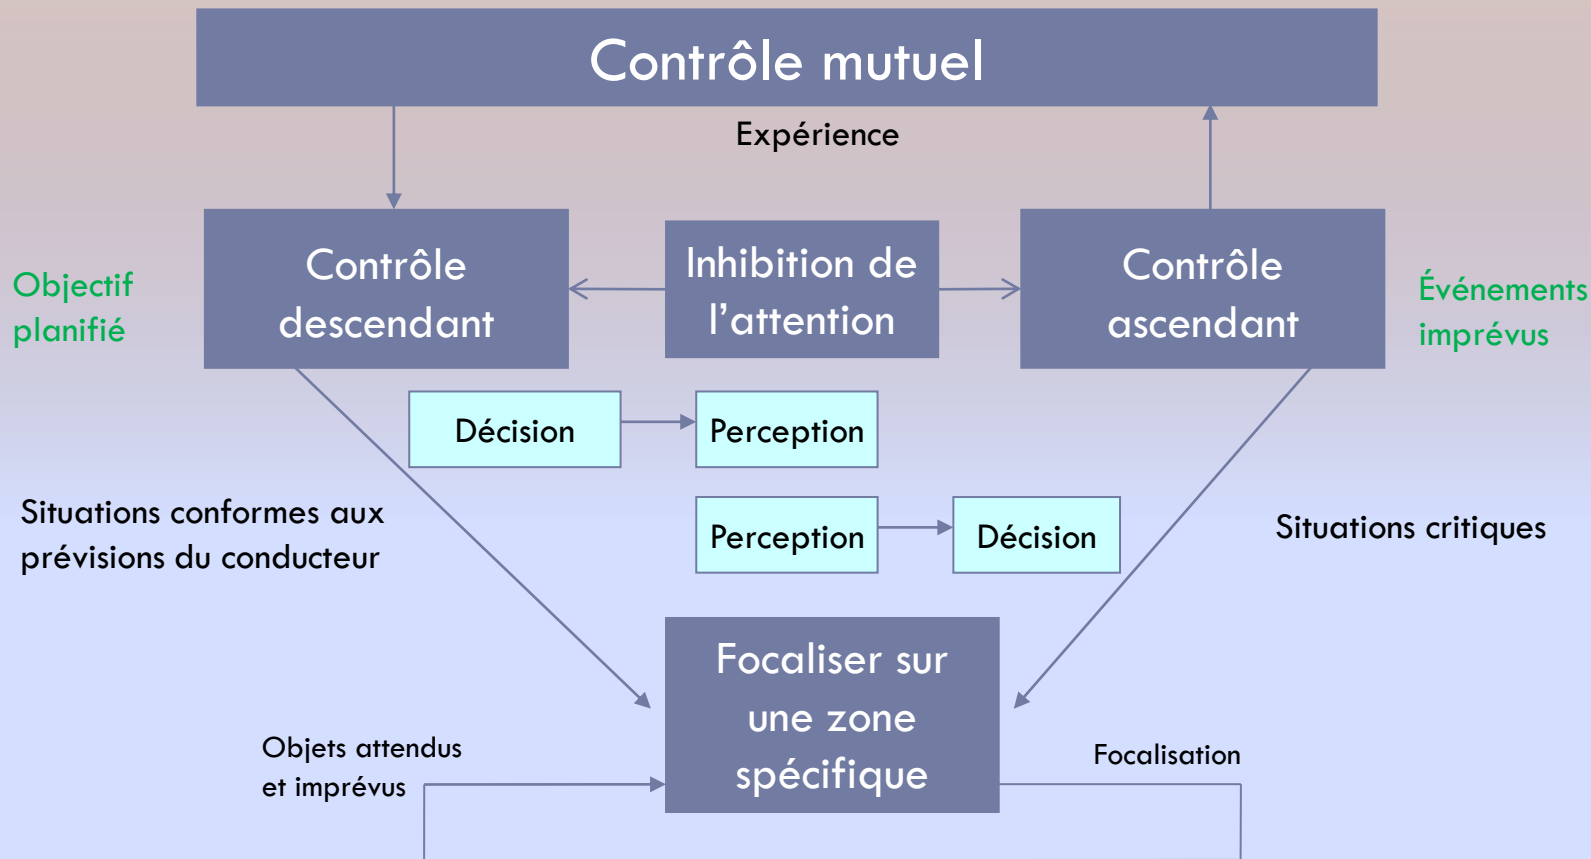 Contrôle mutuel
Expérience
Objectif
planifié
Contrôle
descendant
Inhibition de
l’attention
Contrôle
ascendant
Événements
imprévus
Décision
Perception
Situations conformes aux
prévisions du conducteur
Perception
Décision
Situations critiques
Focaliser sur
une zone
spécifique
Objets attendus
et imprévus
Focalisation